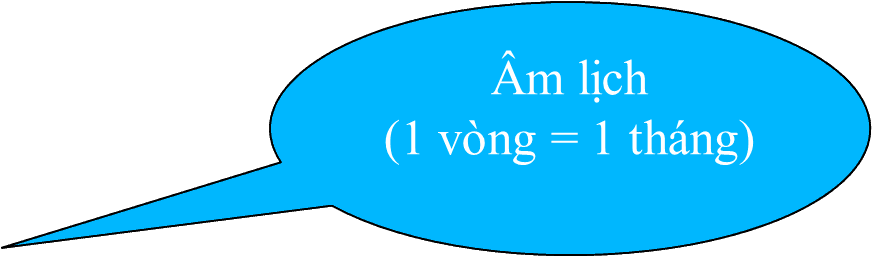 Âm lịch
(1 vòng = 1 tháng)